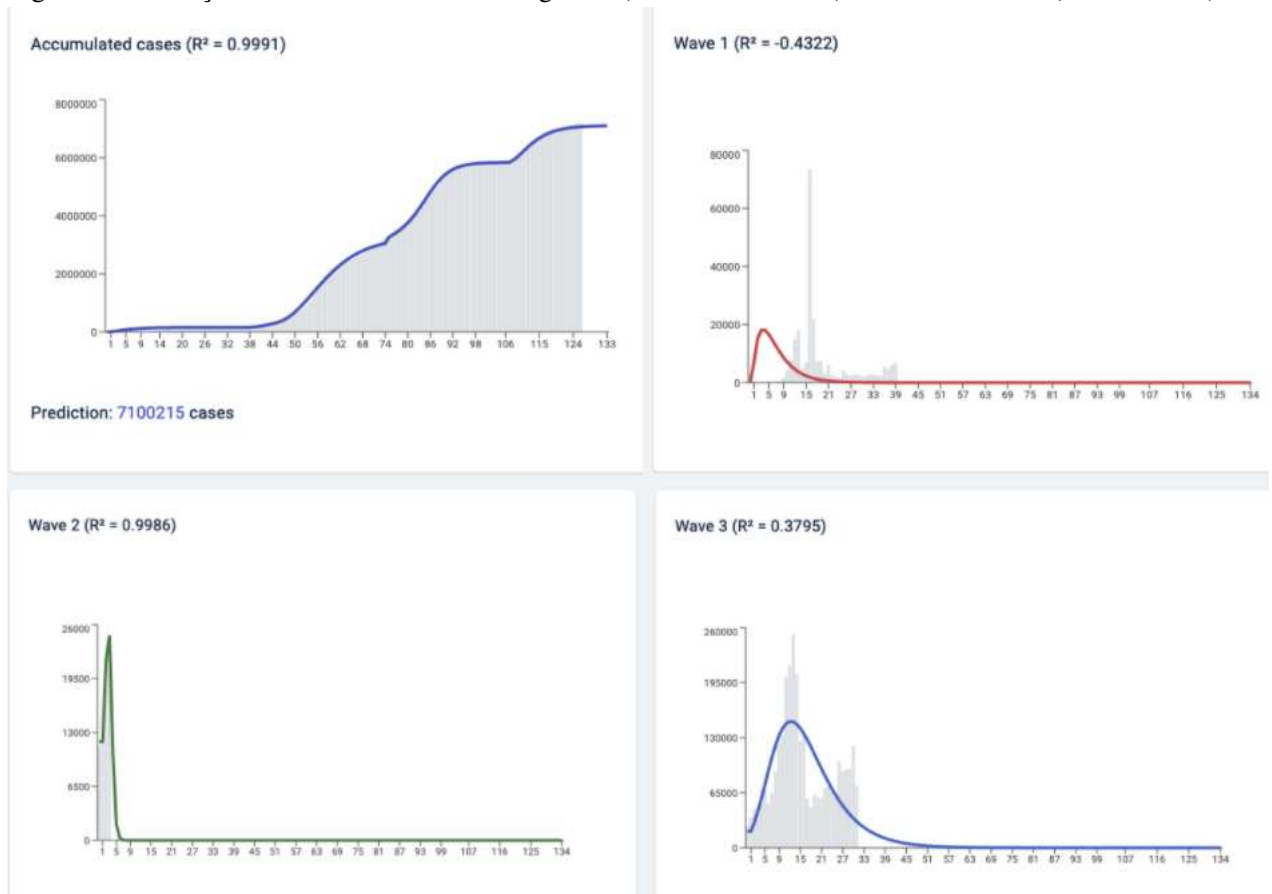 Accumulated cases (R² = 0.9991)
8000000
6000000
4000000
2000000
0
1 5 9 14 20 26 32 38 44 50 56 62 68 74 80 86 92 98 106 115 124 133
Prediction: 7100215 cases
Wave 1 (R² = -0.4322)
80000
60000
40000
20000
0
1 5 9 15 21 27 33 39 45 51 57 63 69 75 81 87 93 99 107 116 125 134
Wave 2 (R² = 0.9986)
26000
19500
13000
6500
0
1 5 9 15 21 27 33 39 45 51 57 63 69 75 81 87 93 99 107 116 125 134
Wave 3 (R² = 0.3795)
260000
195000
130000
65000
0
1 5 9 15 21 27 33 39 45 51 57 63 69 75 81 87 93 99 107 116 125 134